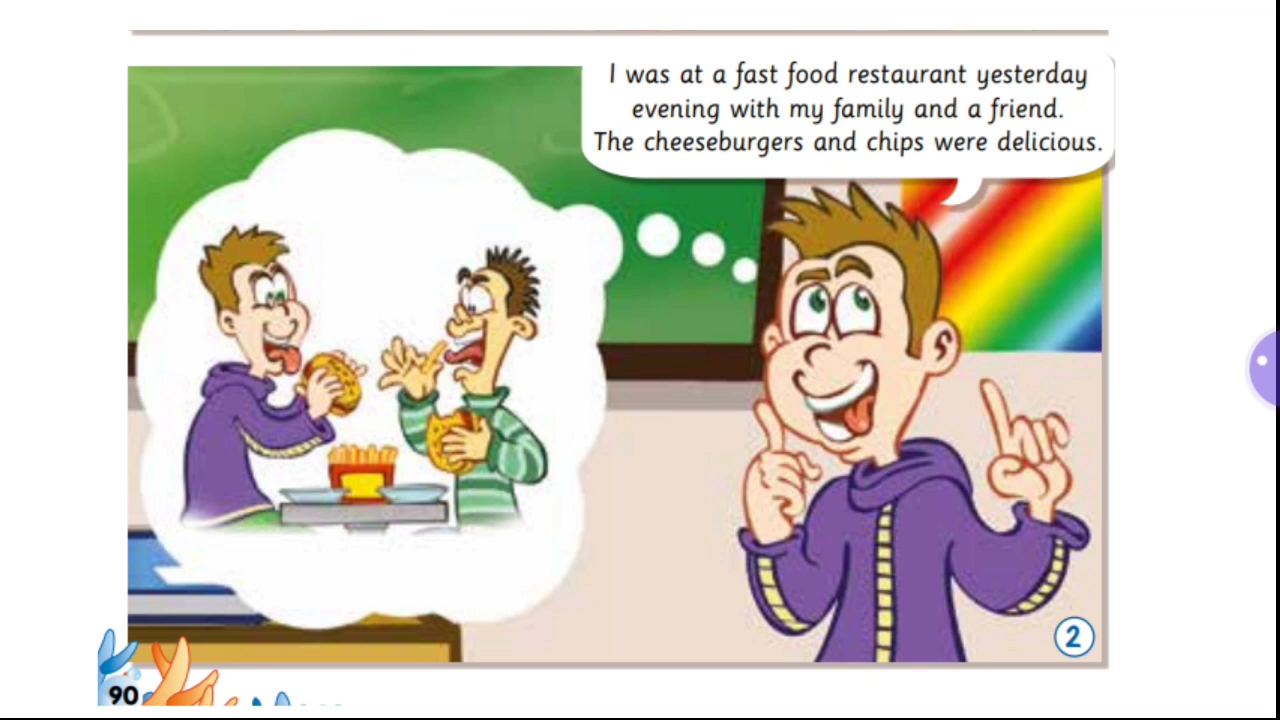 I was at a fast food restaurant yesterday
evening with my family and a friend.
The cheeseburgers and chips were delicious.
2
90